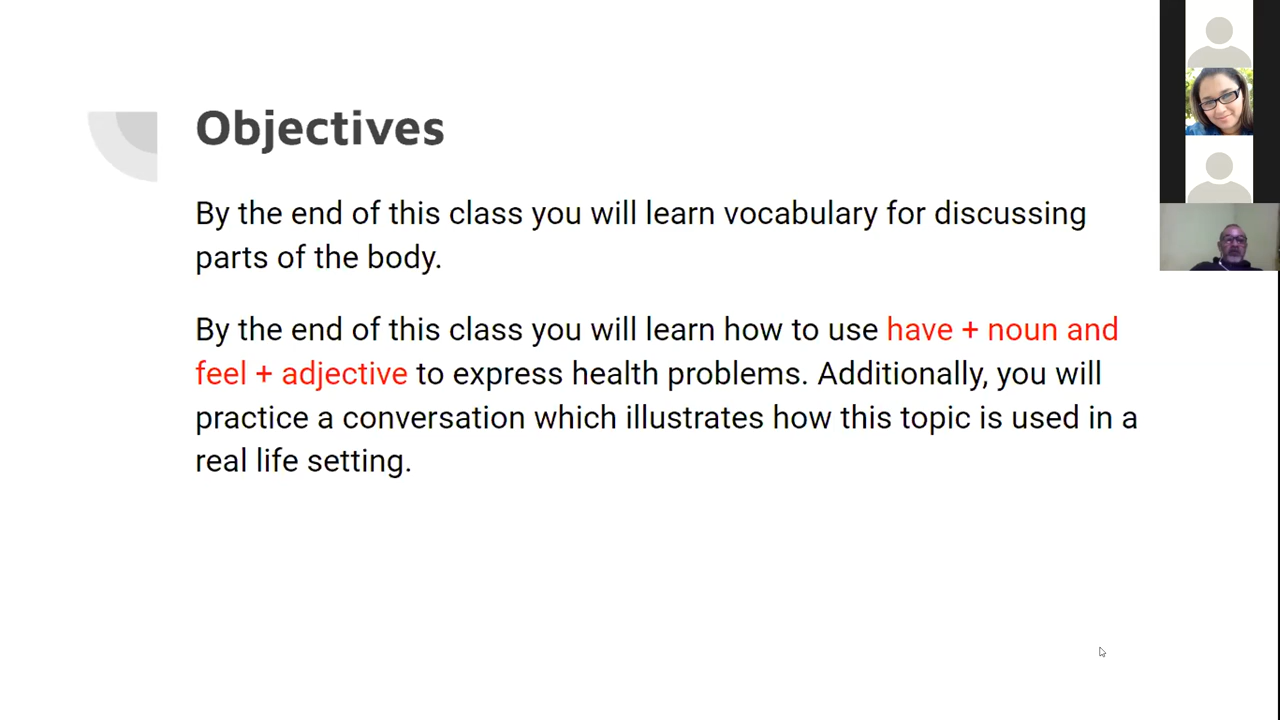 Objectives
By the end of this class you will learn vocabulary for discussing
parts of the body.
By the end of this class you will learn how to use have + noun and
feel + adjective to express health problems. Additionally, you will
practice a conversation which illustrates how this topic is used in a
real life setting.